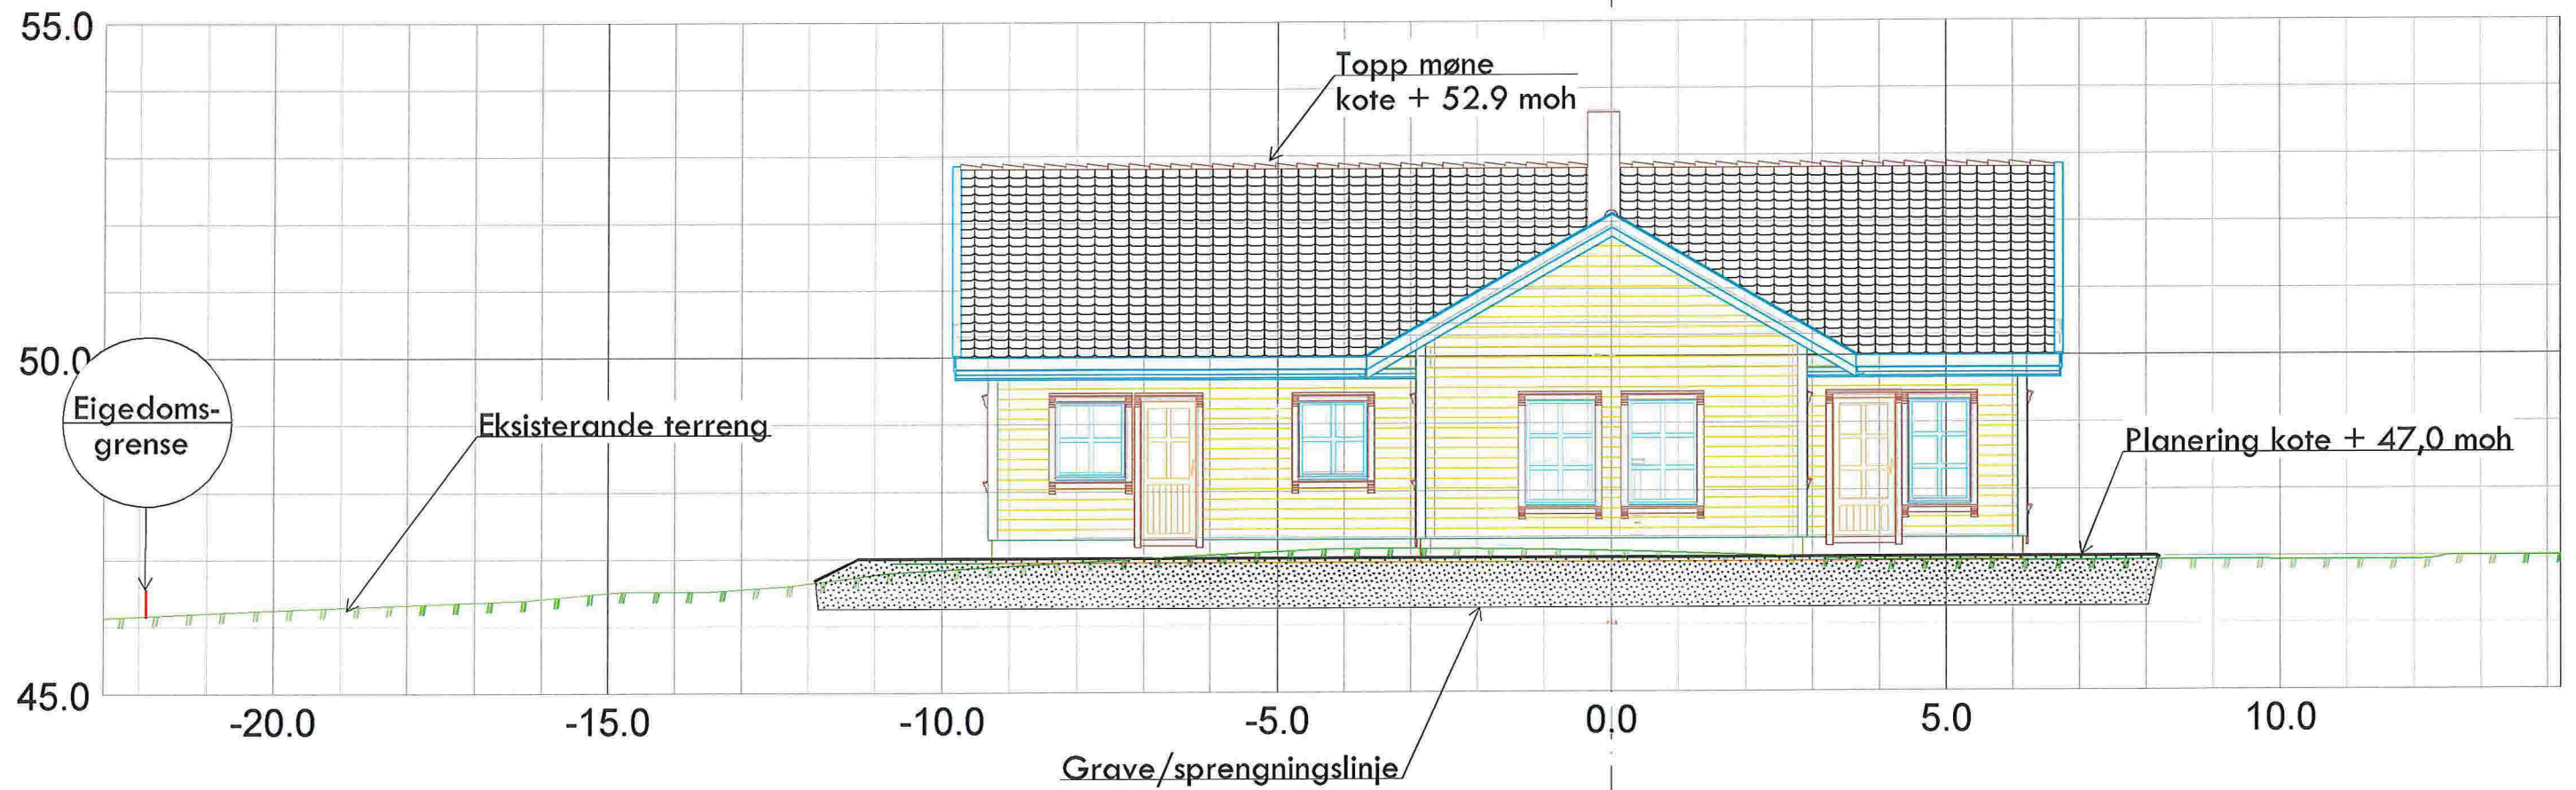 55.0
Topp møne
kote + 52.9 moh
50.0
Eigedoms-
grense
Eksisterande terreng
Planering kote + 47,0 moh
45.0
-20.0
-15.0
-10.0
-5.0
0.0
5.0
10.0
Grave/sprengningslinje